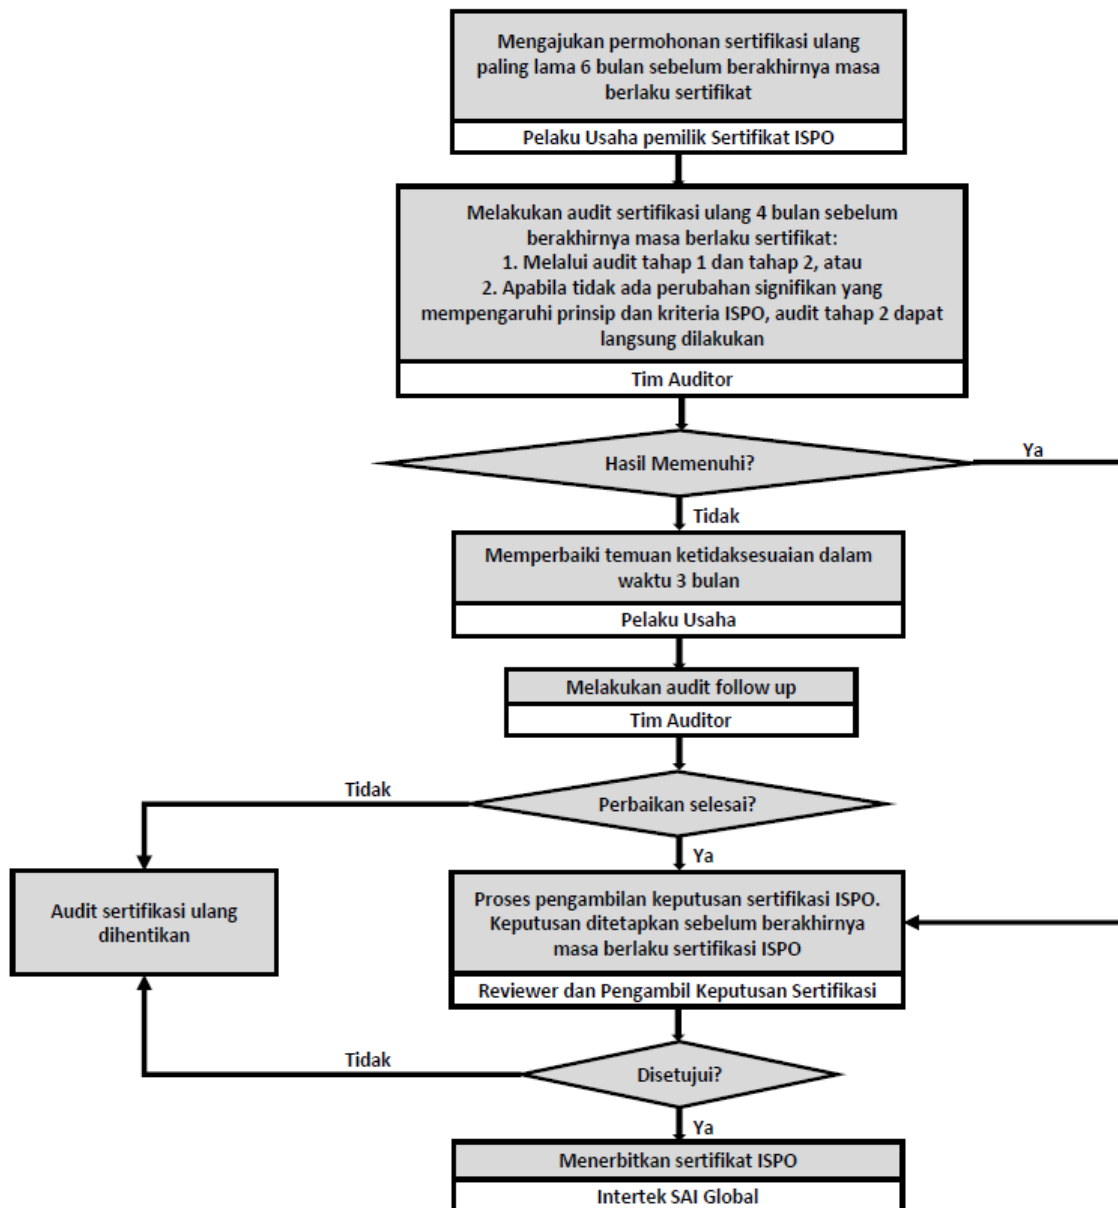 Mengajukan permohonan sertifikasi ulang
paling lama 6 bulan sebelum berakhirnya masa
berlaku sertifikat
Pelaku Usaha pemilik Sertifikat ISPO
Melakukan audit sertifikasi ulang 4 bulan sebelum
berakhirnya masa berlaku sertifikat:
1. Melalui audit tahap 1 dan tahap 2, atau
2. Apabila tidak ada perubahan signifikan yang
mempengaruhi prinsip dan kriteria ISPO, audit tahap 2 dapat
langsung dilakukan
Tim Auditor
Hasil Memenuhi?
Ya
Tidak
Memperbaiki temuan ketidaksesuaian dalam
waktu 3 bulan
Pelaku Usaha
Melakukan audit follow up
Tim Auditor
Tidak
Perbaikan selesai?
Ya
Audit sertifikasi ulang
dihentikan
Proses pengambilan keputusan sertifikasi ISPO.
Keputusan ditetapkan sebelum berakhirnya
masa berlaku sertifikasi ISPO
Reviewer dan Pengambil Keputusan Sertifikasi
Tidak
Disetujui?
Ya
Menerbitkan sertifikat ISPO
Intertek SAI Global